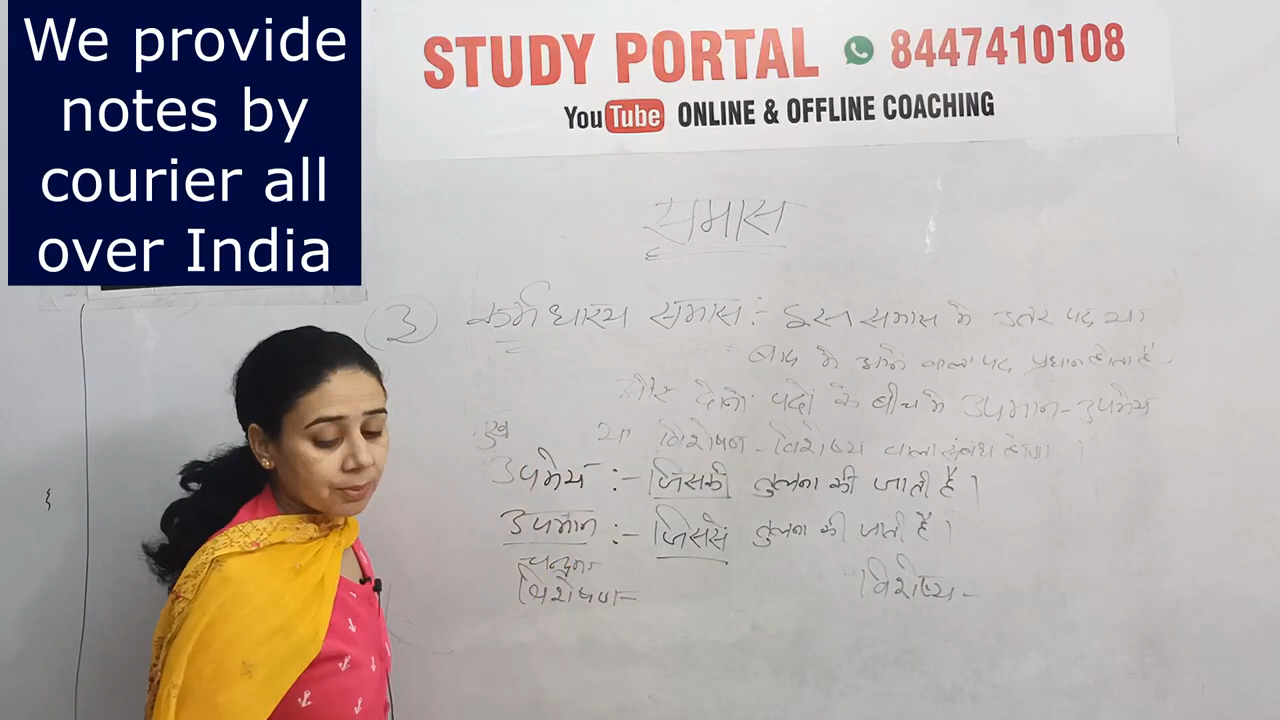 We provide
notes by
courier all
over India
STUDY PORTAL 8447410108
YouTube ONLINE & OFFLINE COACHING
समास
3 कर्मधारय समास :- इस समास में उत्तर पद या
बाद में आने वाला पद प्रधान होता है
और दोनों पदों के बीच में उपमान - उपमेय
मुख
या विशेषण - विशेष्य वाला संबंध होगा ।
उपमेय :- जिसकी तुलना की जाती है ।
उपमान :- जिससे तुलना की जाती है ।
चन्द्रमा
विशेषण - विशेष्य -